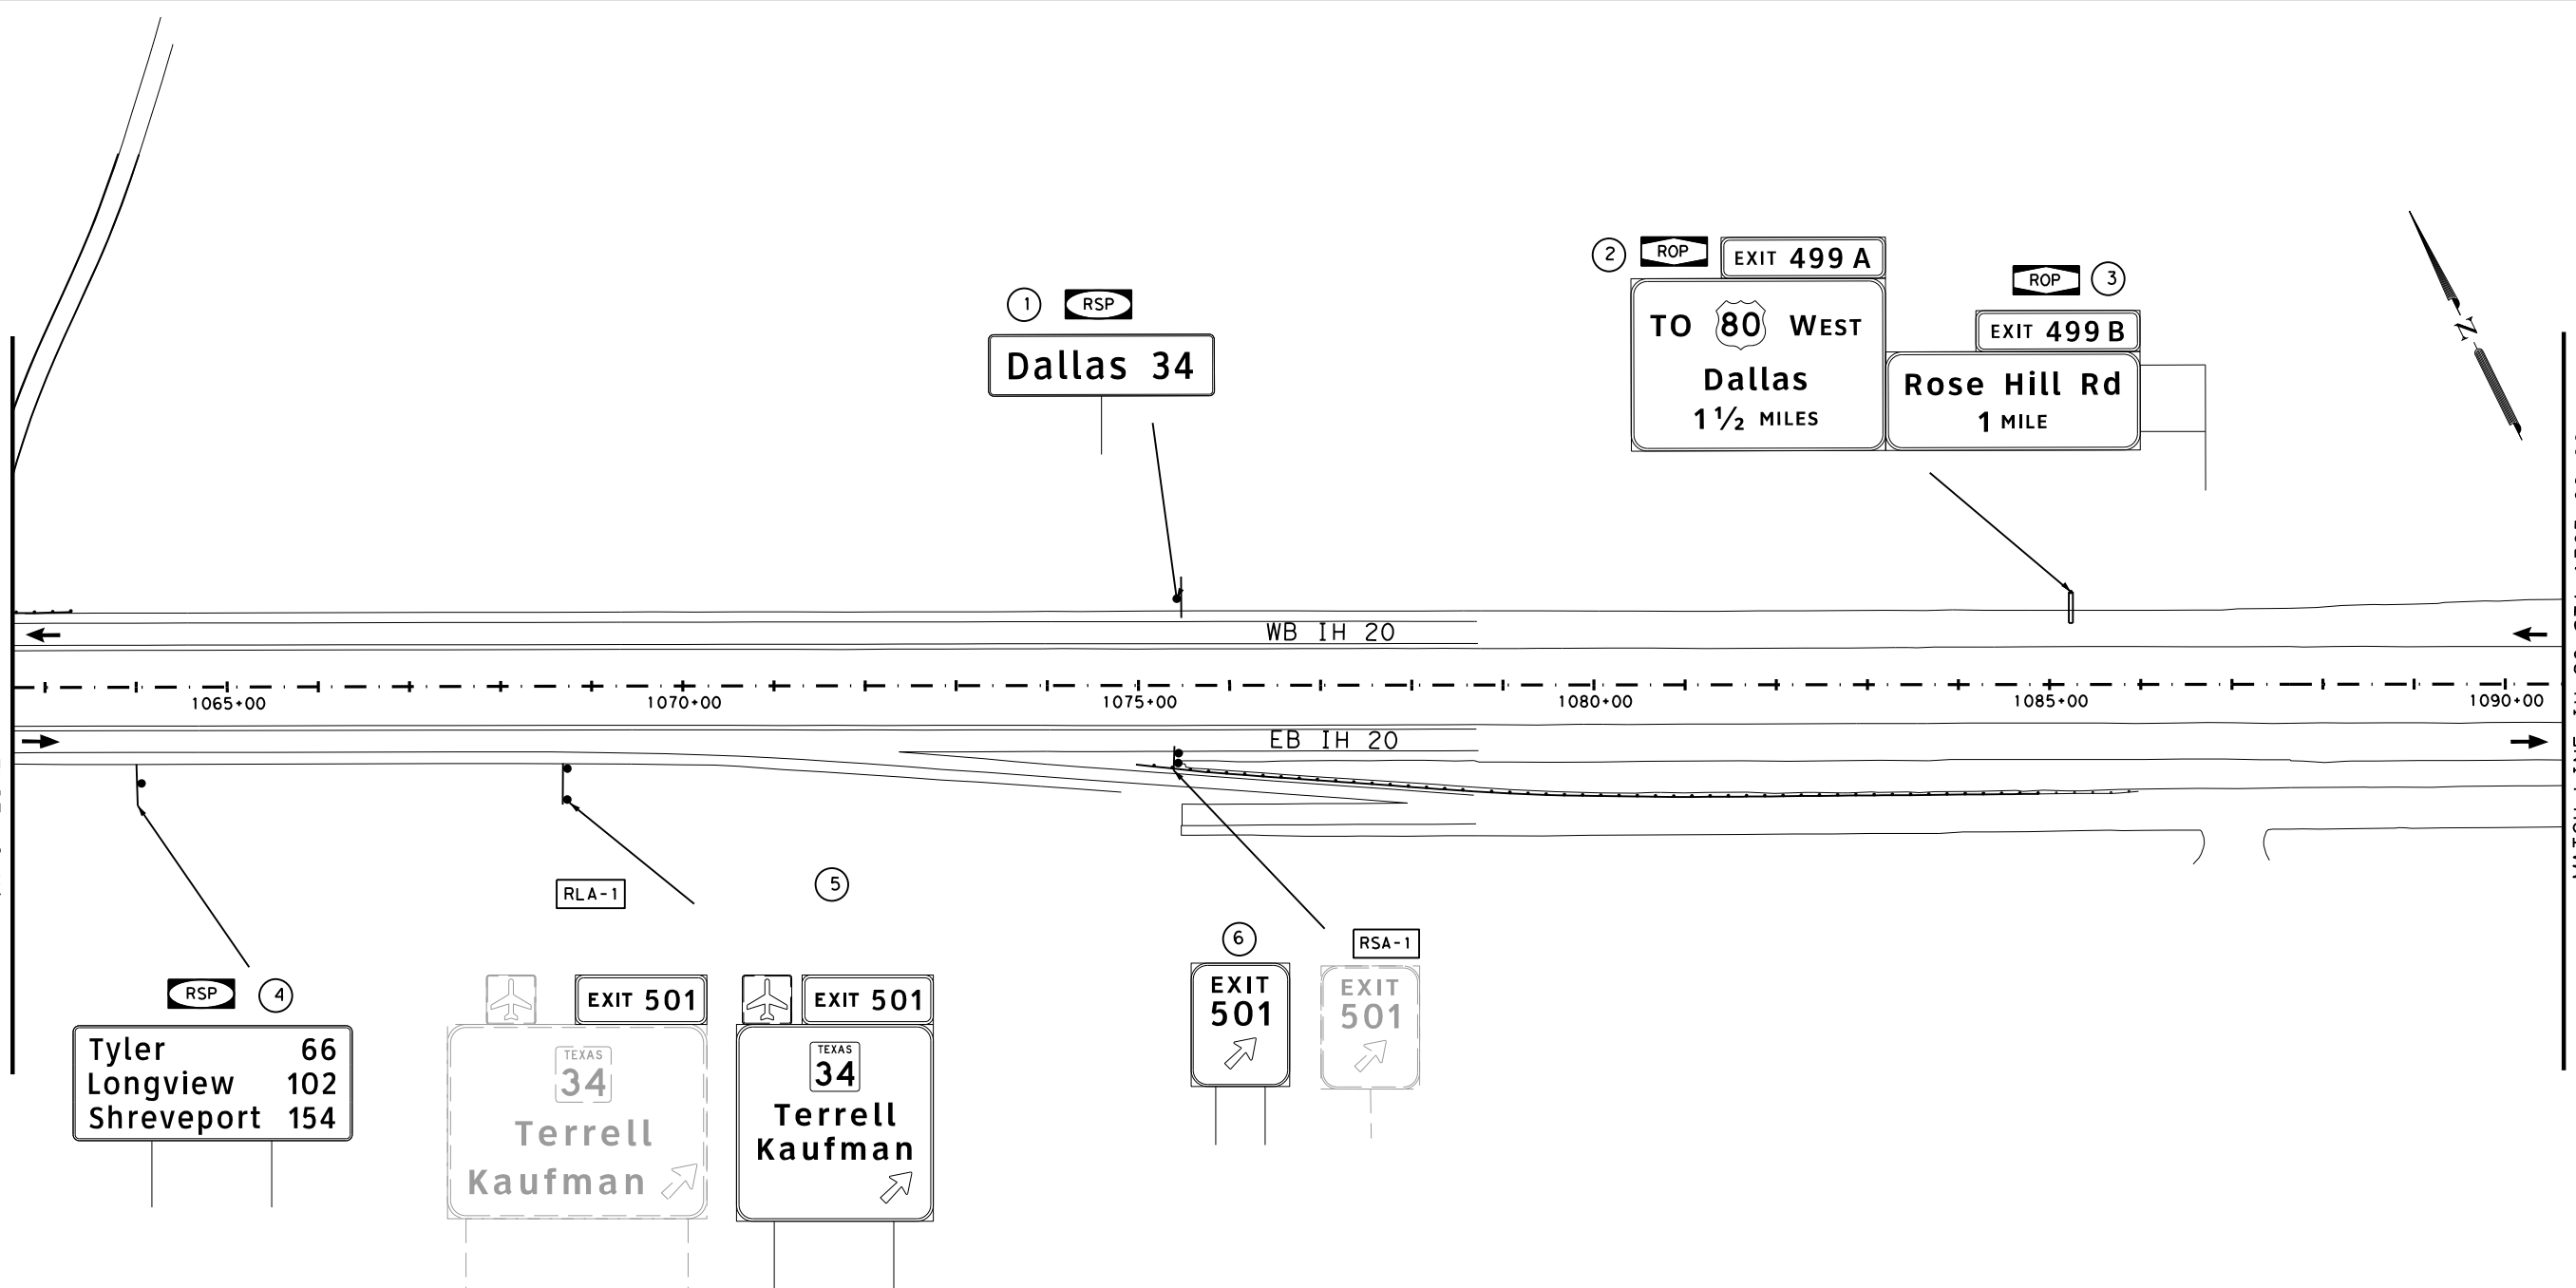 1
RSP
Dallas 34
2
ROP
EXIT 499 A
TO 80 WEST
Dallas
1 ½ MILES
ROP
3
EXIT 499 B
Rose Hill Rd
1 MILE
N
WB IH 20
1065+00
1070+00
1075+00
1080+00
1085+00
1090+00
EB IH 20
RLA-1
5
RSP
4
Tyler 66
Longview 102
Shreveport 154
EXIT 501
TEXAS
34
Terrell
Kaufman
EXIT 501
TEXAS
34
Terrell
Kaufman
6
EXIT
501
RSA-1
EXIT
501